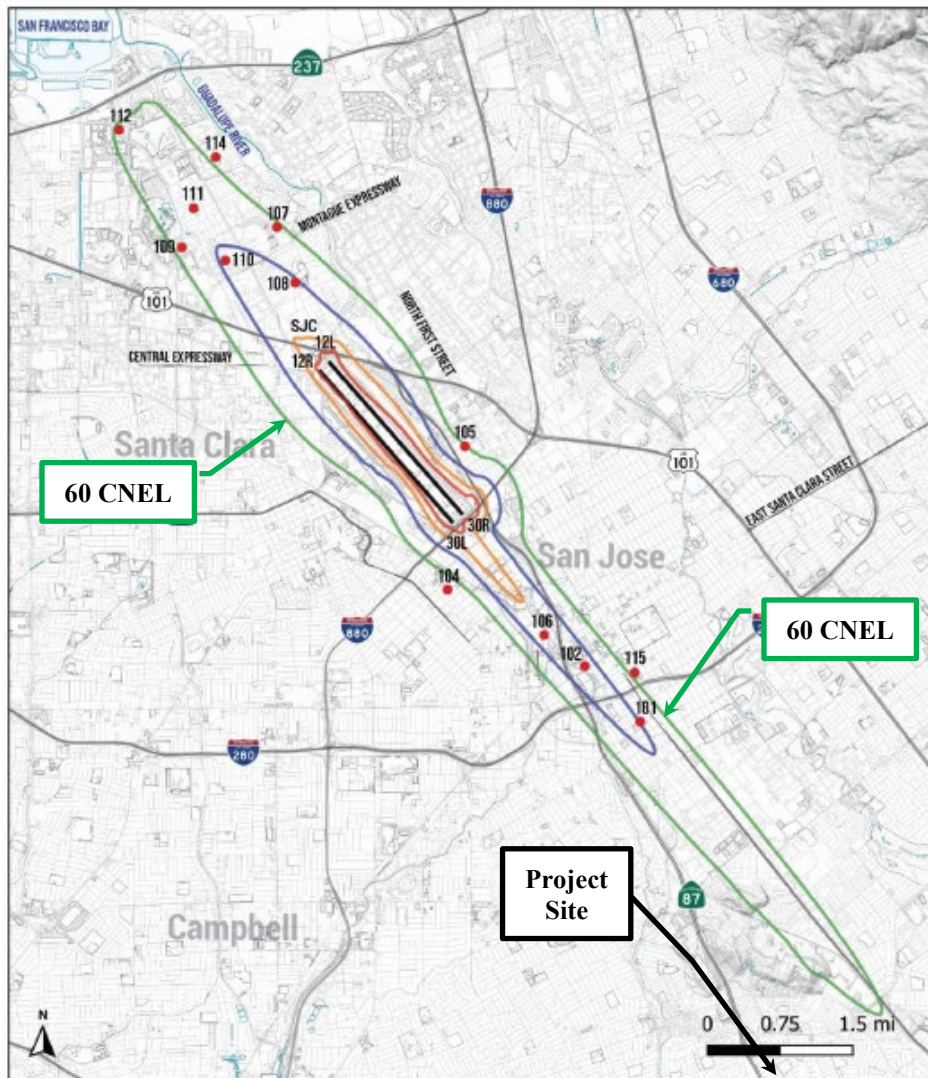 SAN FRANCISCO BAY
237
GUADALUPE RIVER
112
114
111
107
MONTAGUE EXPRESSWAY
880
109
110
108
680
101
NORTH FIRST STREET
SJC
12L
CENTRAL EXPRESSWAY
12R
Santa Clara
105
101
60 CNEL
EAST SANTA CLARA STREET
30R
30L
San Jose
104
880
106
60 CNEL
102
115
101
280
Project
Site
87
Campbell
N
0 0.75 1.5 mi